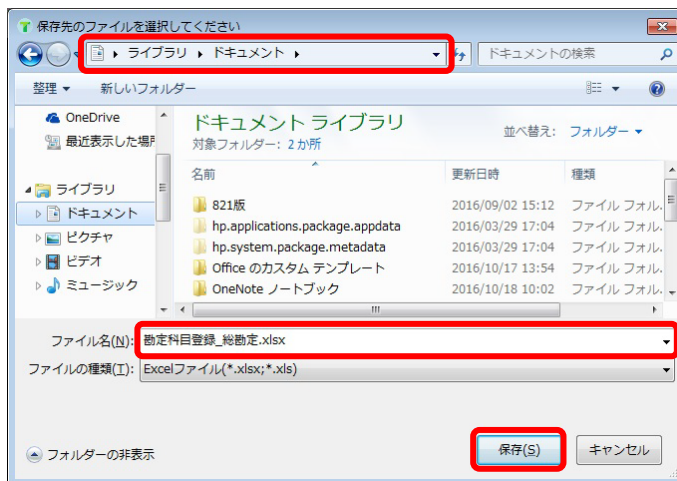 保存先のファイルを選択してください
ライブラリ ドキュメント
ドキュメントの検索
整理 新しいフォルダー
OneDrive
最近表示した場所
ライブラリ
ドキュメント
ピクチャ
ビデオ
ミュージック
ドキュメント ライブラリ
対象フォルダー: 2 か所
並べ替え: フォルダー
名前 更新日時 種類
821版 2016/09/02 15:12 ファイル フォル
hp.applications.package.appdata 2016/03/29 17:04 ファイル フォル
hp.system.package.metadata 2016/03/29 17:04 ファイル フォル
Office のカスタム テンプレート 2016/10/17 13:54 ファイル フォル
OneNote ノートブック 2016/10/18 10:02 ファイル フォル
ファイル名(N): 勘定科目登録_総勘定.xlsx
ファイルの種類(T): Excelファイル(*.xlsx;*.xls)
フォルダーの非表示
保存(S) キャンセル